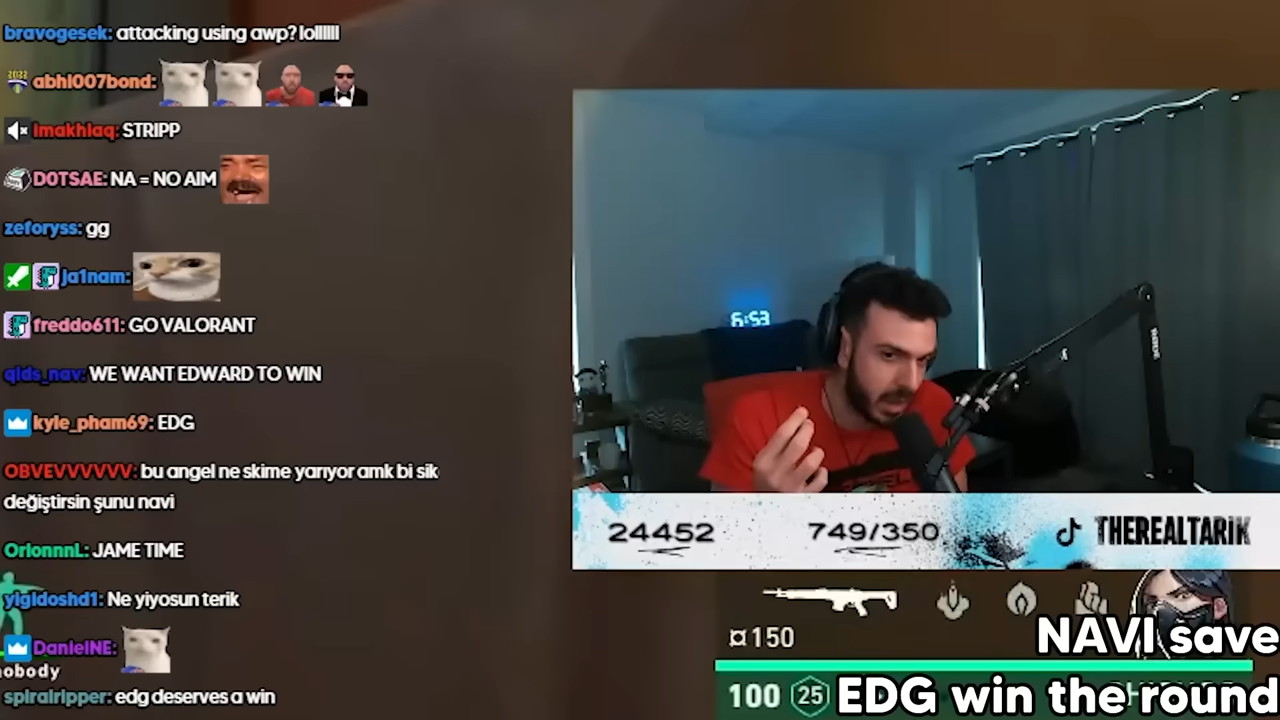 bravogesek: attacking using awp? lolllllll
2022
abhi007bond:
imakhlaq: STRIPP
D0TSAE: NA = NO AIM
zeforyss: gg
ja1nam:
freddo611: GO VALORANT
qlds_nav: WE WANT EDWARD TO WIN
kyle_pham69: EDG
OBVEVVVVVV: bu angel ne skime yarıyor amk bi sik
değiştirsin şunu navi
OrionnnL: JAME TIME
yigidoshd1: Ne yiyosun terik
DanielNE:
nobody
spiralripper: edg deserves a win
6:53
24452
749/350
THEREALTARIK
150
NAVI save
100
25
EDG win the round